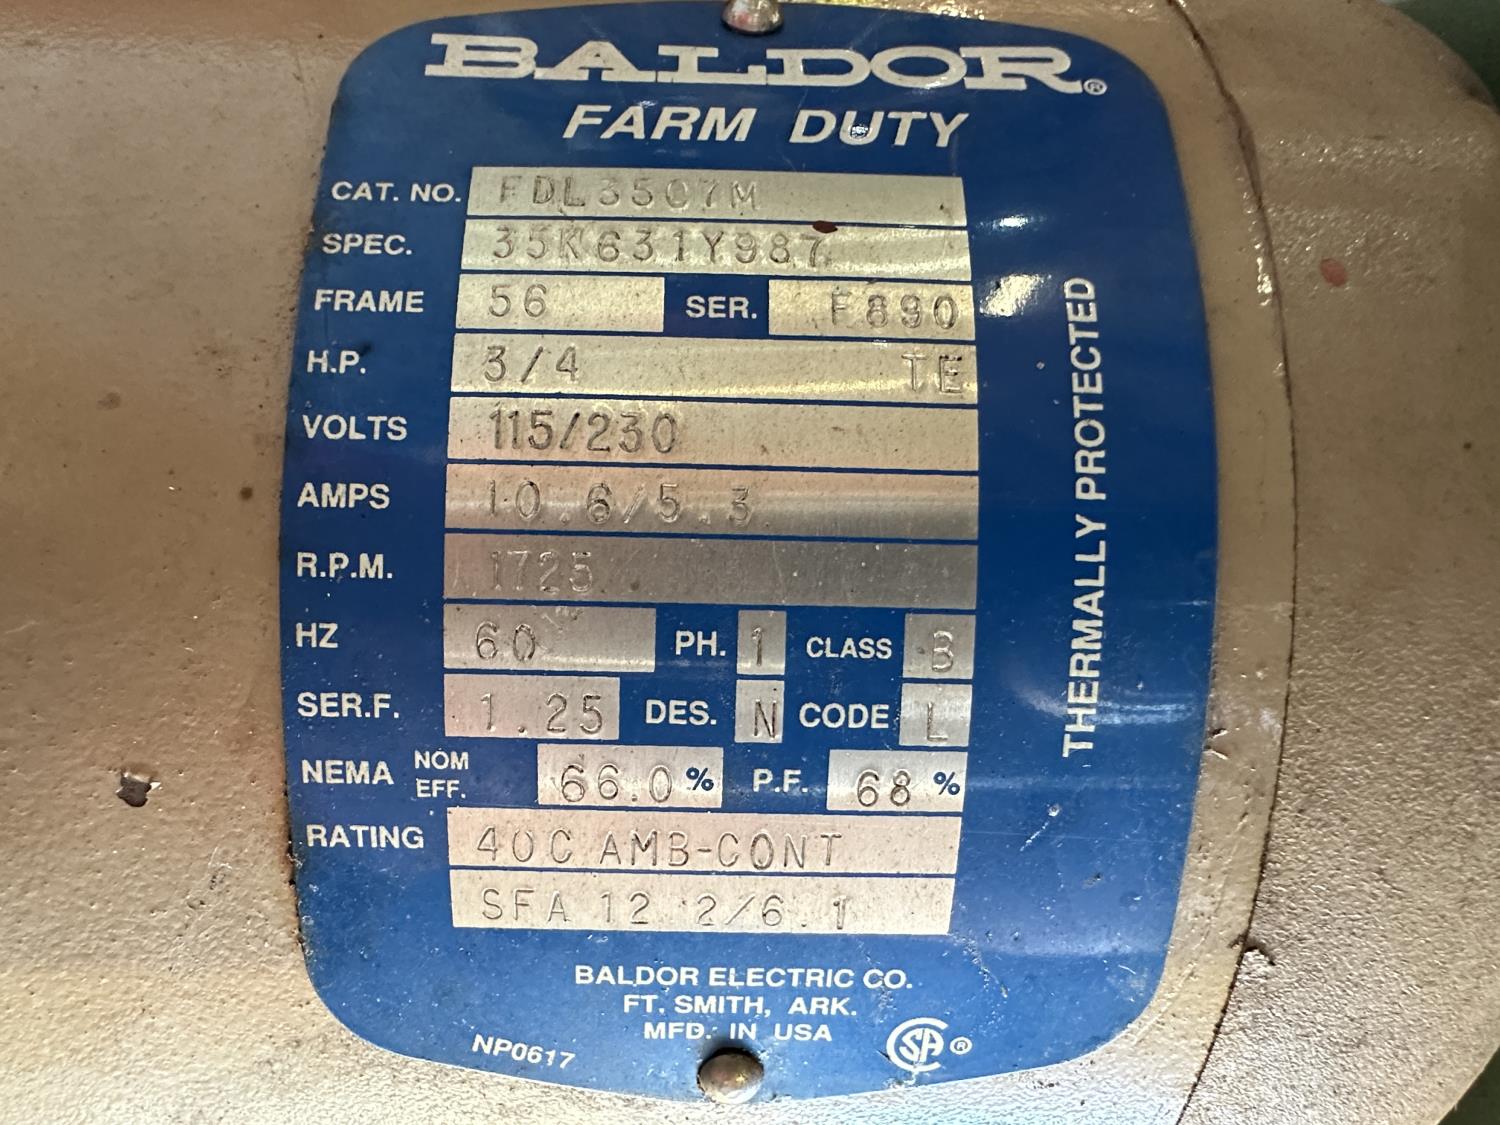 BALDOR®
FARM DUTY
CAT. NO. FDL3507M
SPEC. 35K631Y987
FRAME 56 SER. F890
H.P. 3/4 TE
VOLTS 115/230
AMPS 10.6/5.3
R.P.M. 1725
HZ 60 PH. 1 CLASS B
SER.F. 1.25 DES. N CODE L
NEMA NOM EFF. 66.0 % P.F. 68 %
RATING 40C AMB-CONT
SFA 12.2/6.1
THERMALLY PROTECTED
BALDOR ELECTRIC CO.
FT. SMITH, ARK.
MFD. IN USA
NP0617
SA®